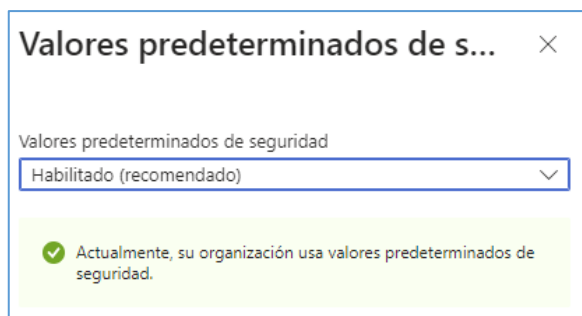 Valores predeterminados de s...
Valores predeterminados de seguridad
Habilitado (recomendado)
Actualmente, su organización usa valores predeterminados de
seguridad.